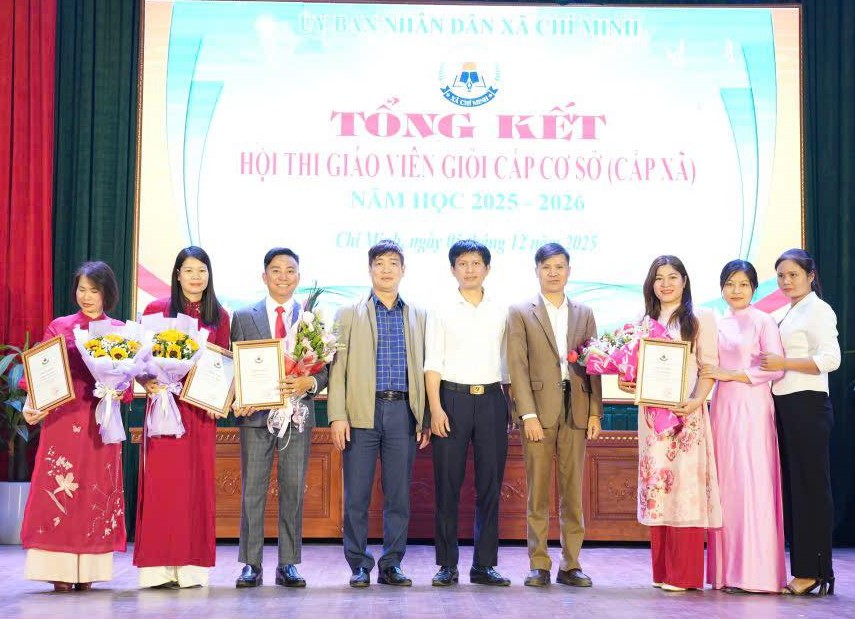 ỦY BAN NHÂN DÂN XÃ CHÍ MINH
XÃ CHÍ MINH
TỔNG KẾT
HỘI THI GIÁO VIÊN GIỎI CẤP CƠ SỞ (CẤP XÃ)
NĂM HỌC 2025 - 2026
Chí Minh, ngày tháng 12 năm 2025